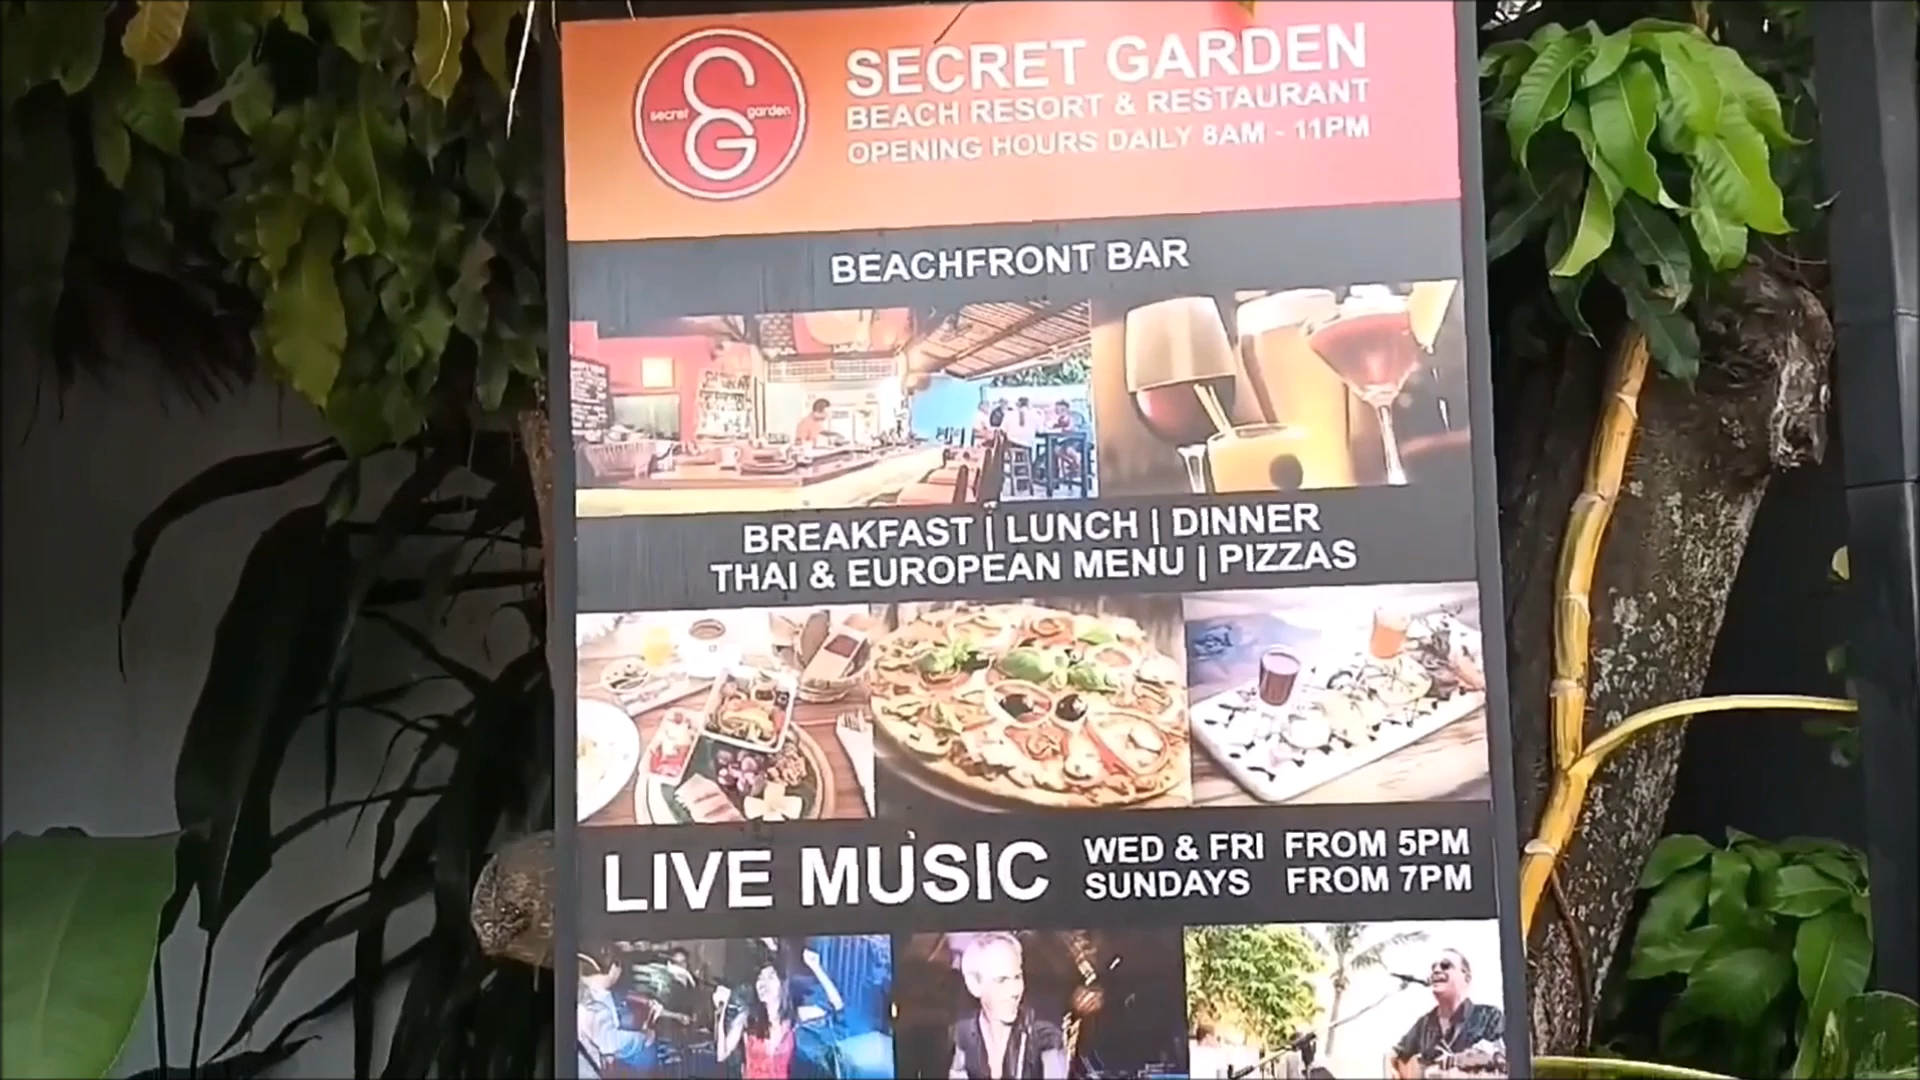 secret garden
SG
SECRET GARDEN
BEACH RESORT & RESTAURANT
OPENING HOURS DAILY 8AM - 11PM
BEACHFRONT BAR
BREAKFAST | LUNCH | DINNER
THAI & EUROPEAN MENU | PIZZAS
LIVE MUSIC
WED & FRI FROM 5PM
SUNDAYS FROM 7PM